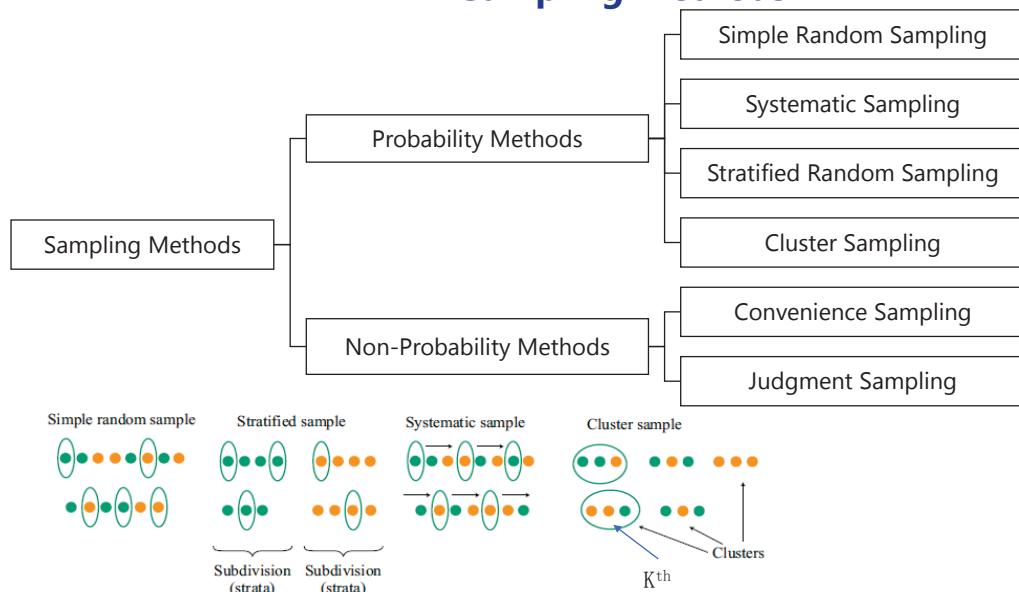 Simple Random Sampling
Systematic Sampling
Probability Methods
Stratified Random Sampling
Sampling Methods
Cluster Sampling
Convenience Sampling
Non-Probability Methods
Judgment Sampling
Simple random sample
Stratified sample
Systematic sample
Cluster sample
Clusters
Subdivision
(strata)
Subdivision
(strata)
Kth